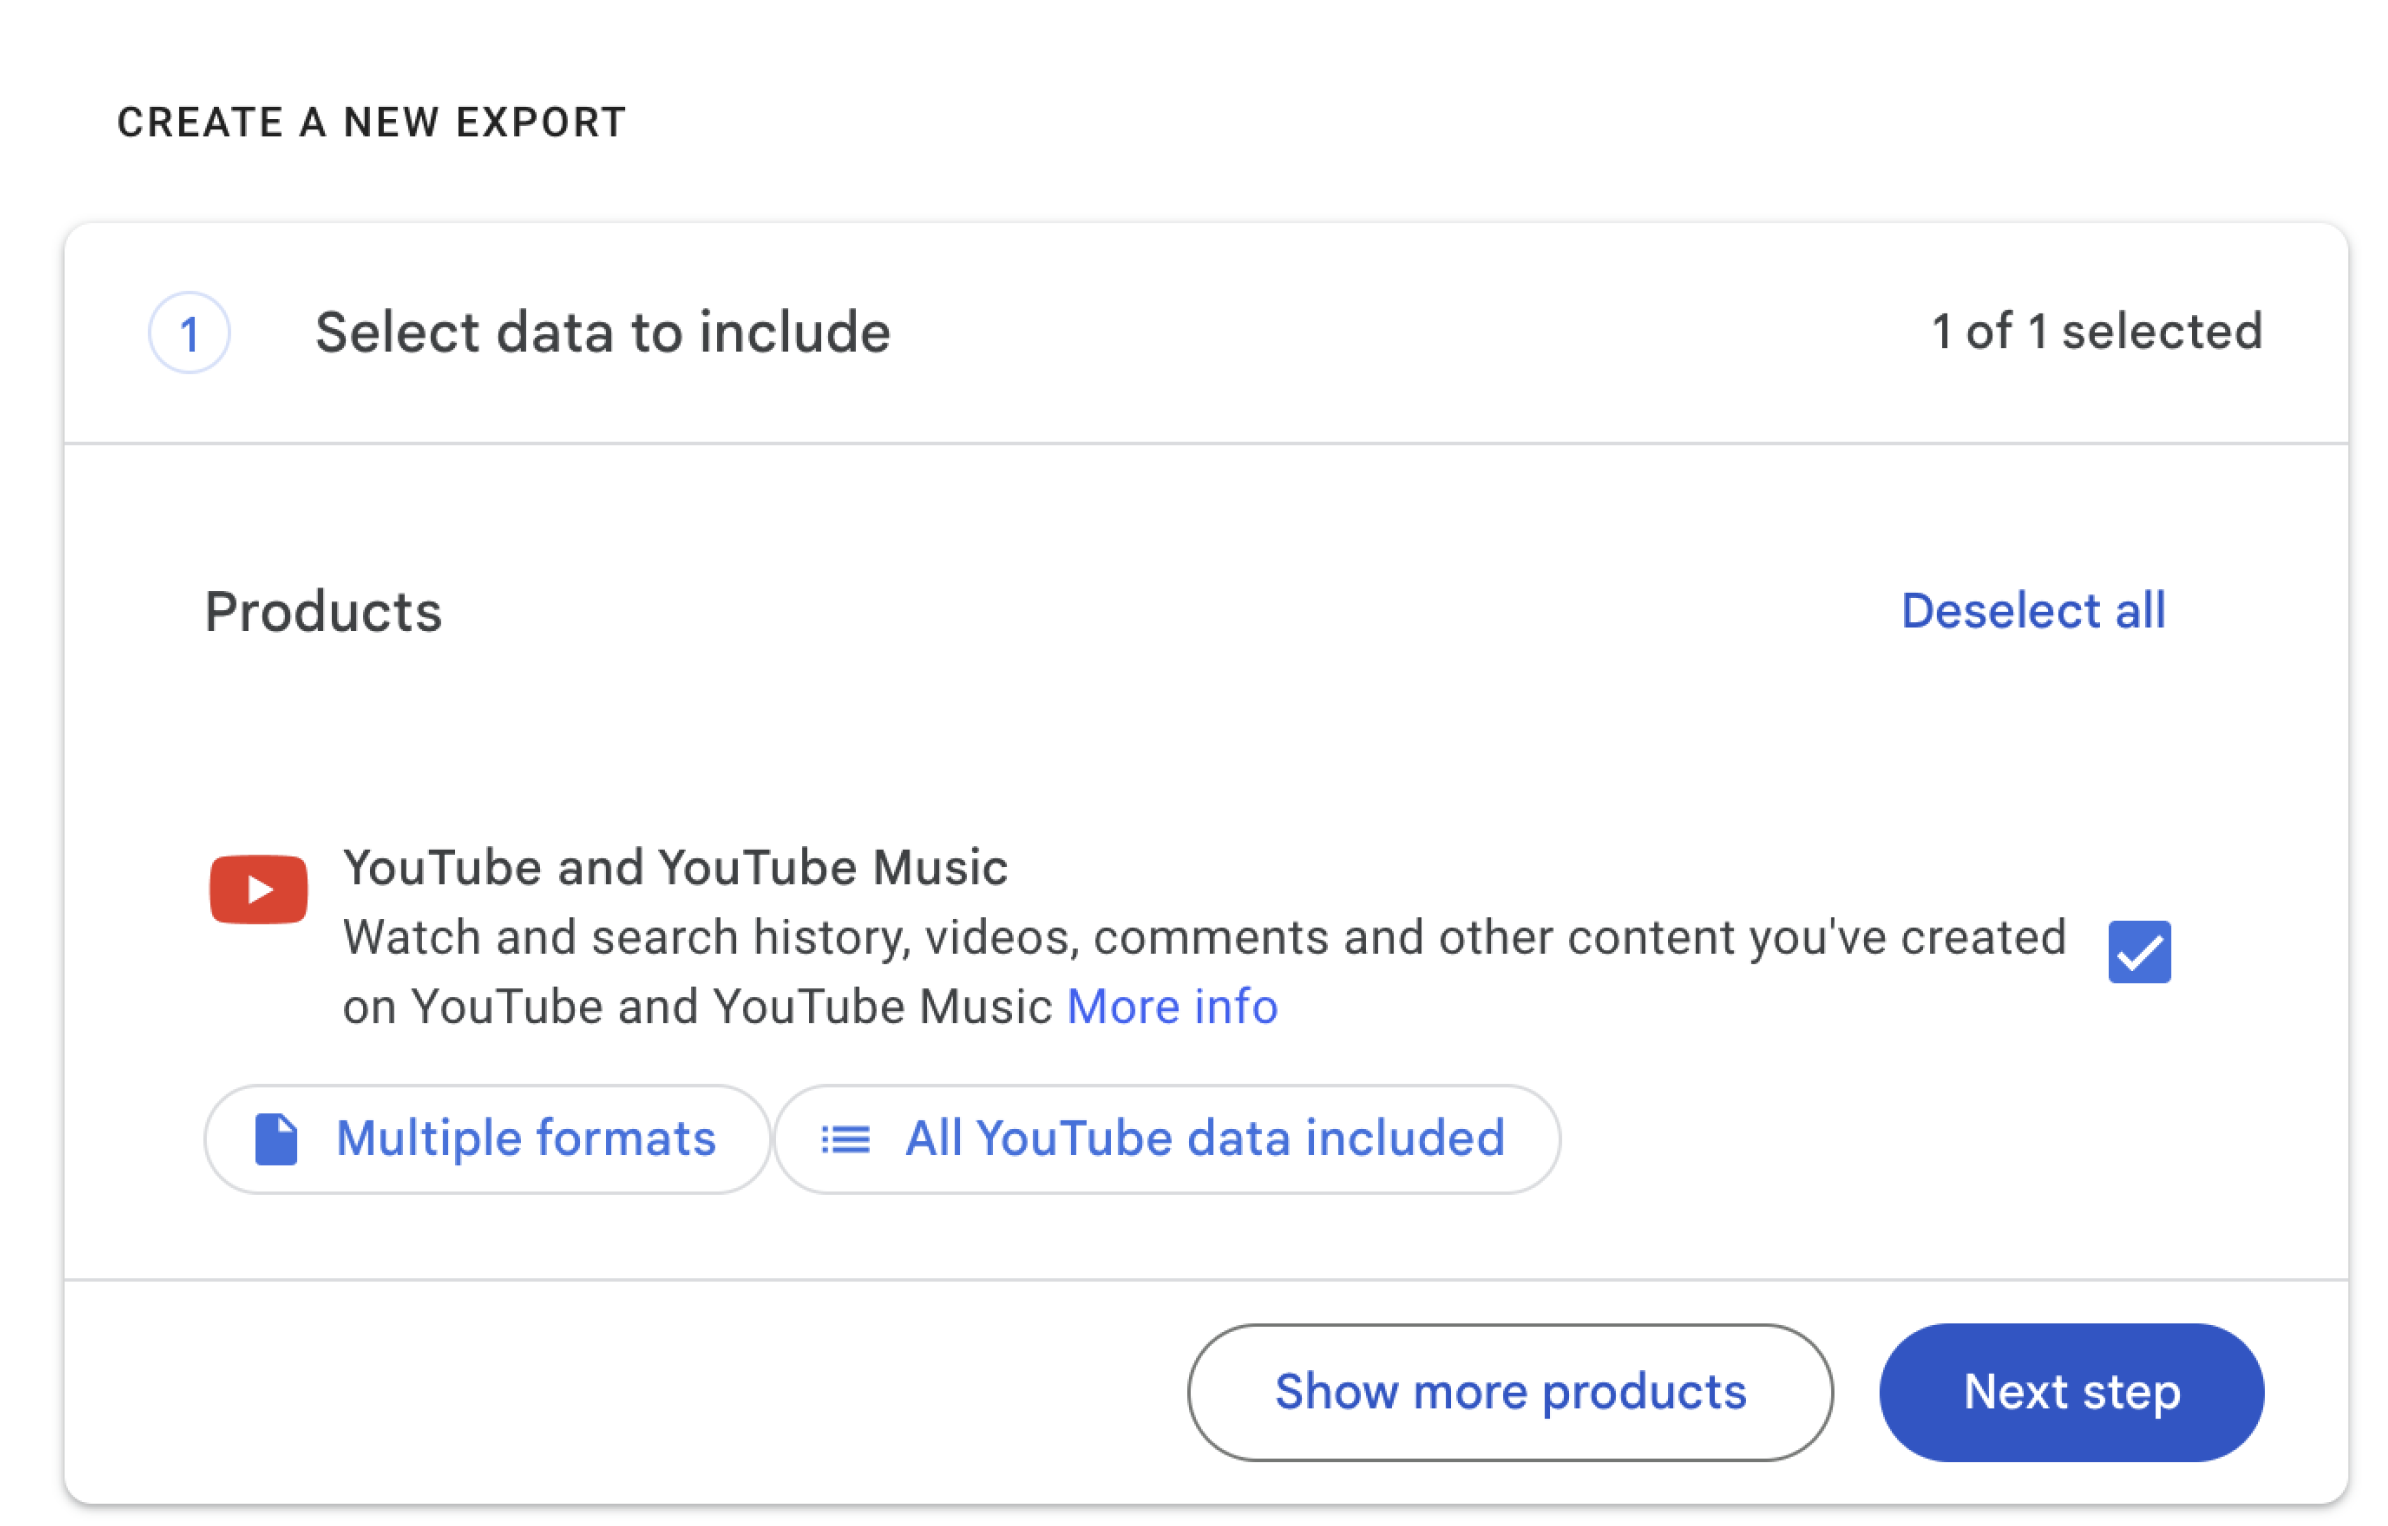 CREATE A NEW EXPORT
1 Select data to include 1 of 1 selected
Products Deselect all
YouTube and YouTube Music
Watch and search history, videos, comments and other content you've created
on YouTube and YouTube Music More info
Multiple formats All YouTube data included
Show more products Next step